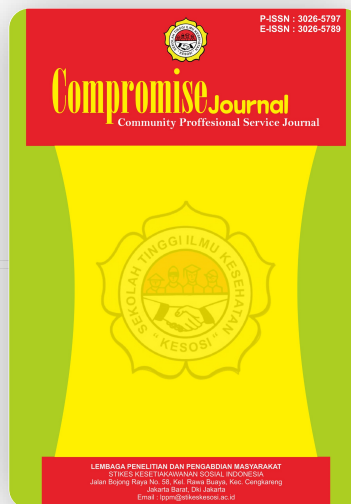 P-ISSN : 3026-5797
E-ISSN : 3026-5789
Compromise Journal
Community Proffesional Service Journal
SEKOLAH TINGGI ILMU KESEHATAN
" KESOSI "
LEMBAGA PENELITIAN DAN PENGABDIAN MASYARAKAT
STIKES KESETIAKAWANAN SOSIAL INDONESIA
Jalan Bojong Raya No. 58, Kel. Rawa Buaya, Kec. Cengkareng
Jakarta Barat, Dki Jakarta
Email : lppm@stikeskesosi.ac.id